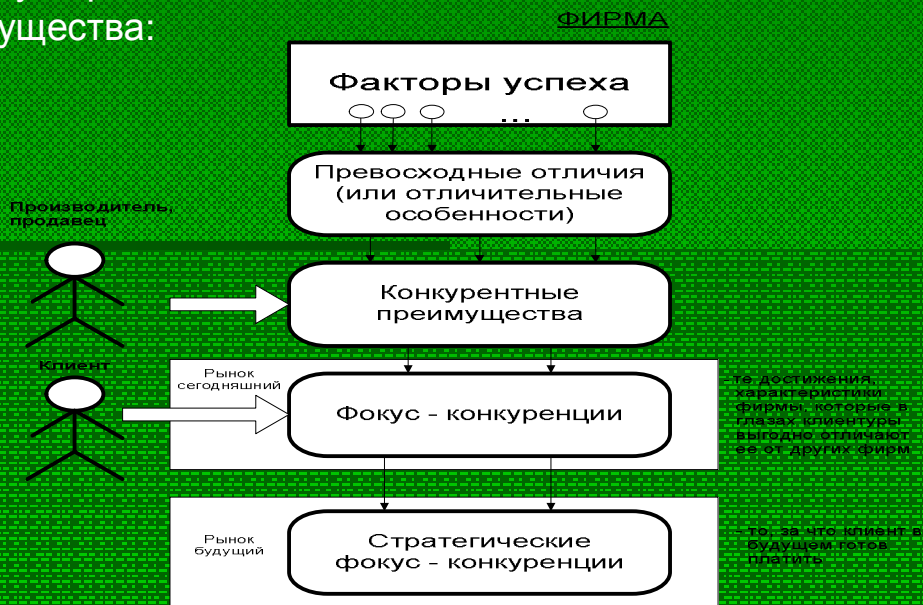 ущества:
ФИРМА
Факторы успеха
...
Превосходные отличия
(или отличительные
особенности)
Производитель,
продавец
Конкурентные
преимущества
Клиент
Рынок
сегодняшний
Фокус - конкуренции
- те достижения,
характеристики
фирмы, которые в
глазах клиентуры
выгодно отличают
ее от других фирм
Рынок
будущий
Стратегические
фокус - конкуренции
- то, за что клиент в
будущем готов
платить